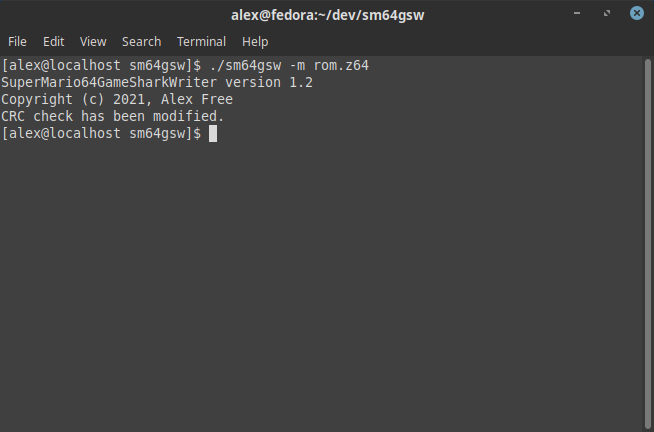 alex@fedora:~/dev/sm64gsw
File Edit View Search Terminal Help
[alex@localhost sm64gsw]$ ./sm64gsw -m rom.z64
SuperMario64GameSharkWriter version 1.2
Copyright (c) 2021, Alex Free
CRC check has been modified.
[alex@localhost sm64gsw]$